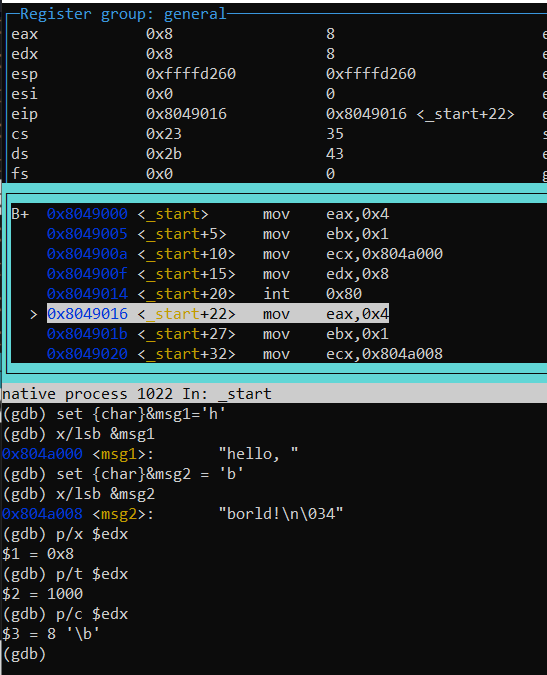 Register group: general
eax 0x8 8 e
edx 0x8 8 e
esp 0xffffd260 0xffffd260 e
esi 0x0 0 e
eip 0x8049016 0x8049016 <_start+22> e
cs 0x23 35 s
ds 0x2b 43 e
fs 0x0 0 g
B+ 0x8049000 <_start> mov eax,0x4
0x8049005 <_start+5> mov ebx,0x1
0x804900a <_start+10> mov ecx,0x804a000
0x804900f <_start+15> mov edx,0x8
0x8049014 <_start+20> int 0x80
> 0x8049016 <_start+22> mov eax,0x4
0x804901b <_start+27> mov ebx,0x1
0x8049020 <_start+32> mov ecx,0x804a008
native process 1022 In: _start
(gdb) set {char}&msg1='h'
(gdb) x/lsb &msg1
0x804a000 <msg1>: "hello, "
(gdb) set {char}&msg2 = 'b'
(gdb) x/lsb &msg2
0x804a008 <msg2>: "borld!\n\034"
(gdb) p/x $edx
$1 = 0x8
(gdb) p/t $edx
$2 = 1000
(gdb) p/c $edx
$3 = 8 '\b'
(gdb)